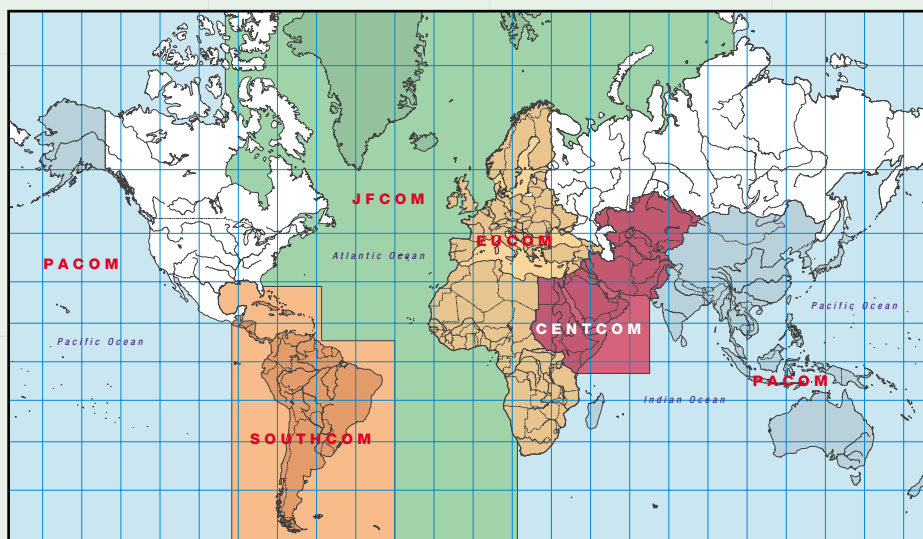 JFCOM
EUCOM
Atlantic Ocean
PACOM
Pacific Ocean
CENTCOM
Pacific Ocean
PACOM
Indian Ocean
SOUTHCOM